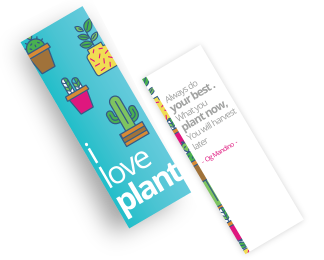 i
love
plant
Always do
your best .
What you
plant now,
You will harvest
later
- Og Mandino -